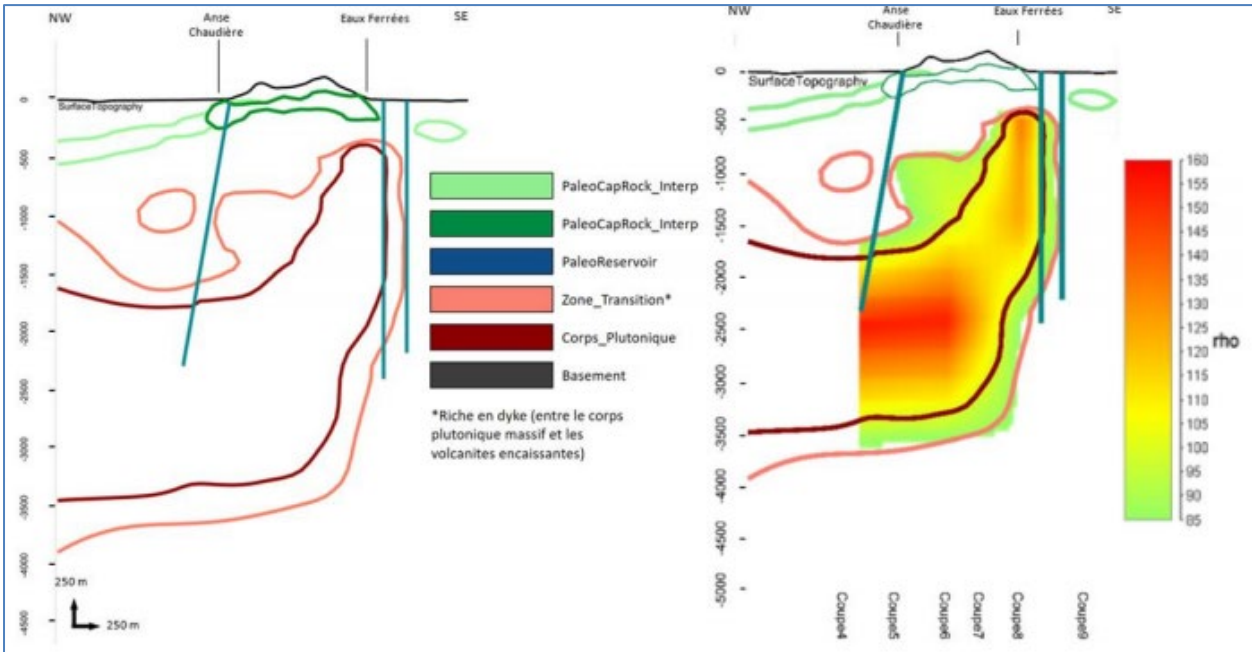 NW
Anse
Chaudière
Eaux Ferrées
SE
SurfaceTopography
0
-500
-1000
-1500
-2000
-2500
-3000
-3500
-4000
-4500
250 m
250 m
PaleoCapRock_Interp
PaleoCapRock_Interp
PaleoReservoir
Zone_Transition*
Corps_Plutonique
Basement
*Riche en dyke (entre le corps
plutonique massif et les
volcanites encaissantes)
NW
Anse
Chaudière
Eaux Ferrées
SE
SurfaceTopography
0
-500
-1000
-1500
-2000
-2500
-3000
-3500
-4000
-4500
-5000
Coupe4
Coupe5
Coupe6
Coupe7
Coupe8
Coupe9
160
155
150
145
140
135
130
125
120
115
110
105
100
95
90
85
rho